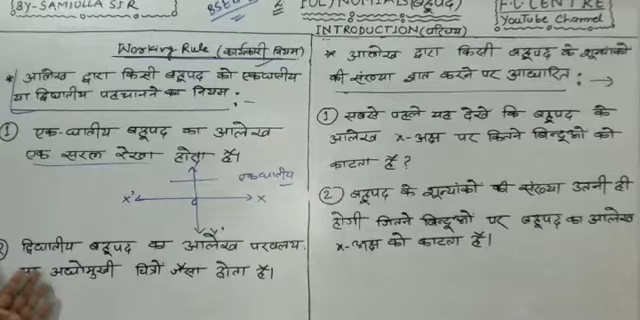 BY-SAMIULLA SIR
BSEB
2
POLYNOMIALS (बहुपद)
INTRODUCTION (परिचय)
CENTRE
YouTube Channel
Working Rule (कार्यकारी नियम)
* आलेख द्वारा किसी बहुपद को एकघातीय
या द्विघातीय पहचानने का नियम:-
① एक-घातीय बहुपद का आलेख
एक सरल रेखा होता है।
एकघातीय
X' X
② द्विघातीय बहुपद का आलेख परवलय
या अधोमुखी चित्रों जैसा होता है।
* आलेख द्वारा किसी बहुपद के शून्यांको
की संख्या ज्ञात करने पर आधारित:-
① सबसे पहले यह देखें कि बहुपद के
आलेख x-अक्ष पर कितने बिन्दुओं को
काटता है?
② बहुपद के शून्यांको की संख्या उतनी ही
होगी जितने बिन्दुओं पर बहुपद का आलेख
x-अक्ष को काटता है।